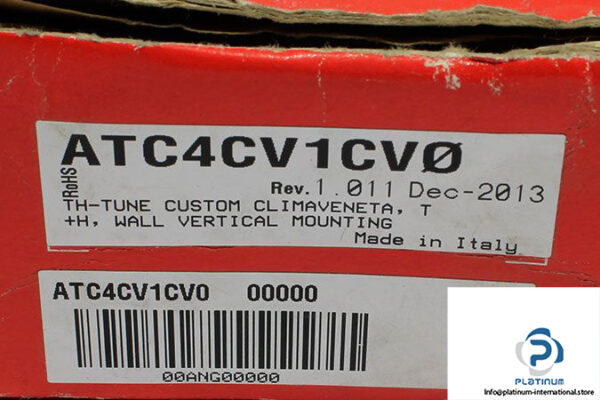 ATC4CV1CVØ
RoHS
Rev.1.011 Dec-2013
TH-TUNE CUSTOM CLIMAVENETA, T
+H, WALL VERTICAL MOUNTING
Made in Italy
ATC4CV1CV0 00000
00ANG00000
PLATINUM
https://platinum-international.store